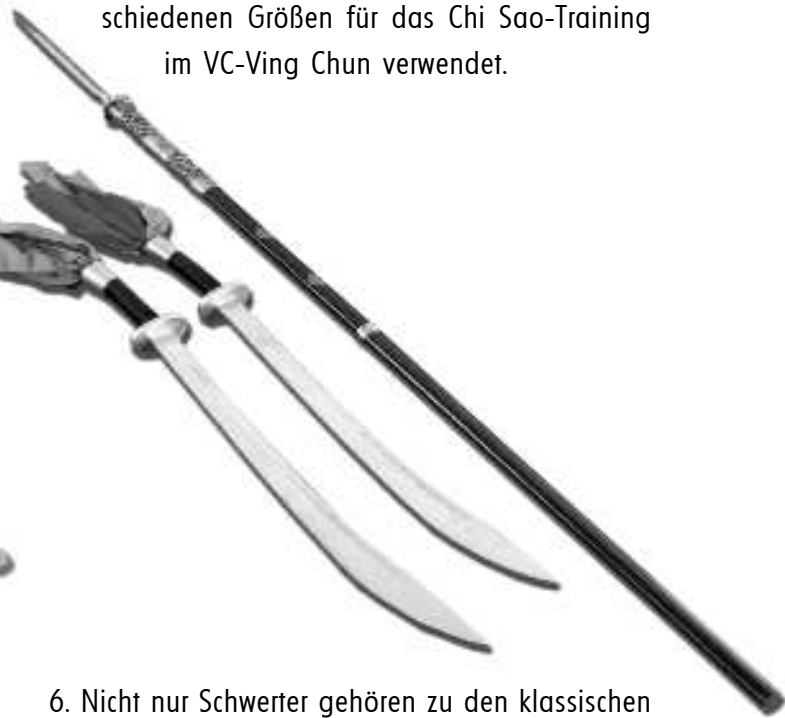 schiedenen Größen für das Chi Sao-Training
im VC-Ving Chun verwendet.
6. Nicht nur Schwerter gehören zu den klassischen